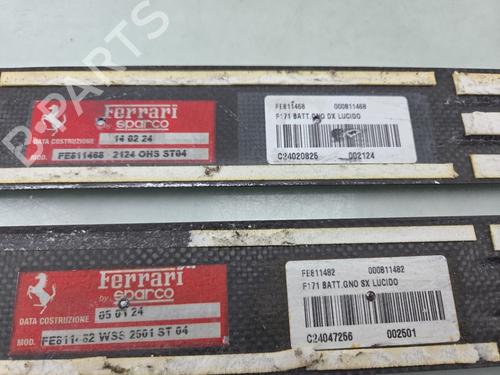 B-PARTS
Ferrari
by sparco
DATA COSTRUZIONE 14 02 24
MOD. FE811468 2124 OHS ST04
FE811468 000811468
F171 BATT.GNO DX LUCIDO
C24020825 002124
Ferrari
by sparco
DATA COSTRUZIONE 05 01 24
MOD. FE811482 WSS 2501 ST 04
FE811482 000811482
F171 BATT.GNO SX LUCIDO
C24047256 002501